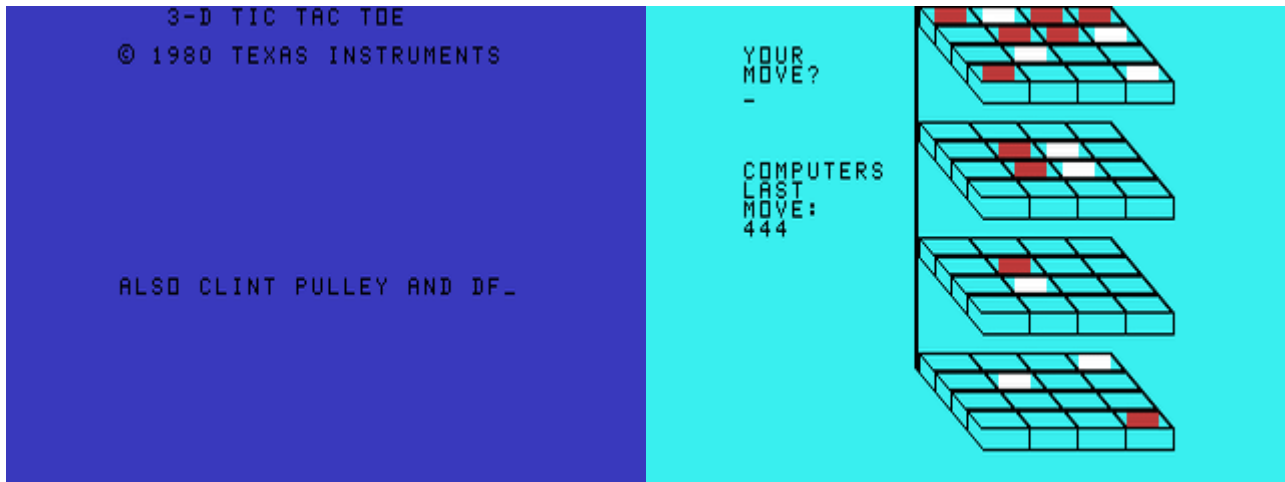 3-D TIC TAC TOE
© 1980 TEXAS INSTRUMENTS
ALSO CLINT PULLEY AND DF_
YOUR
MOVE?
_
COMPUTERS
LAST
MOVE:
444